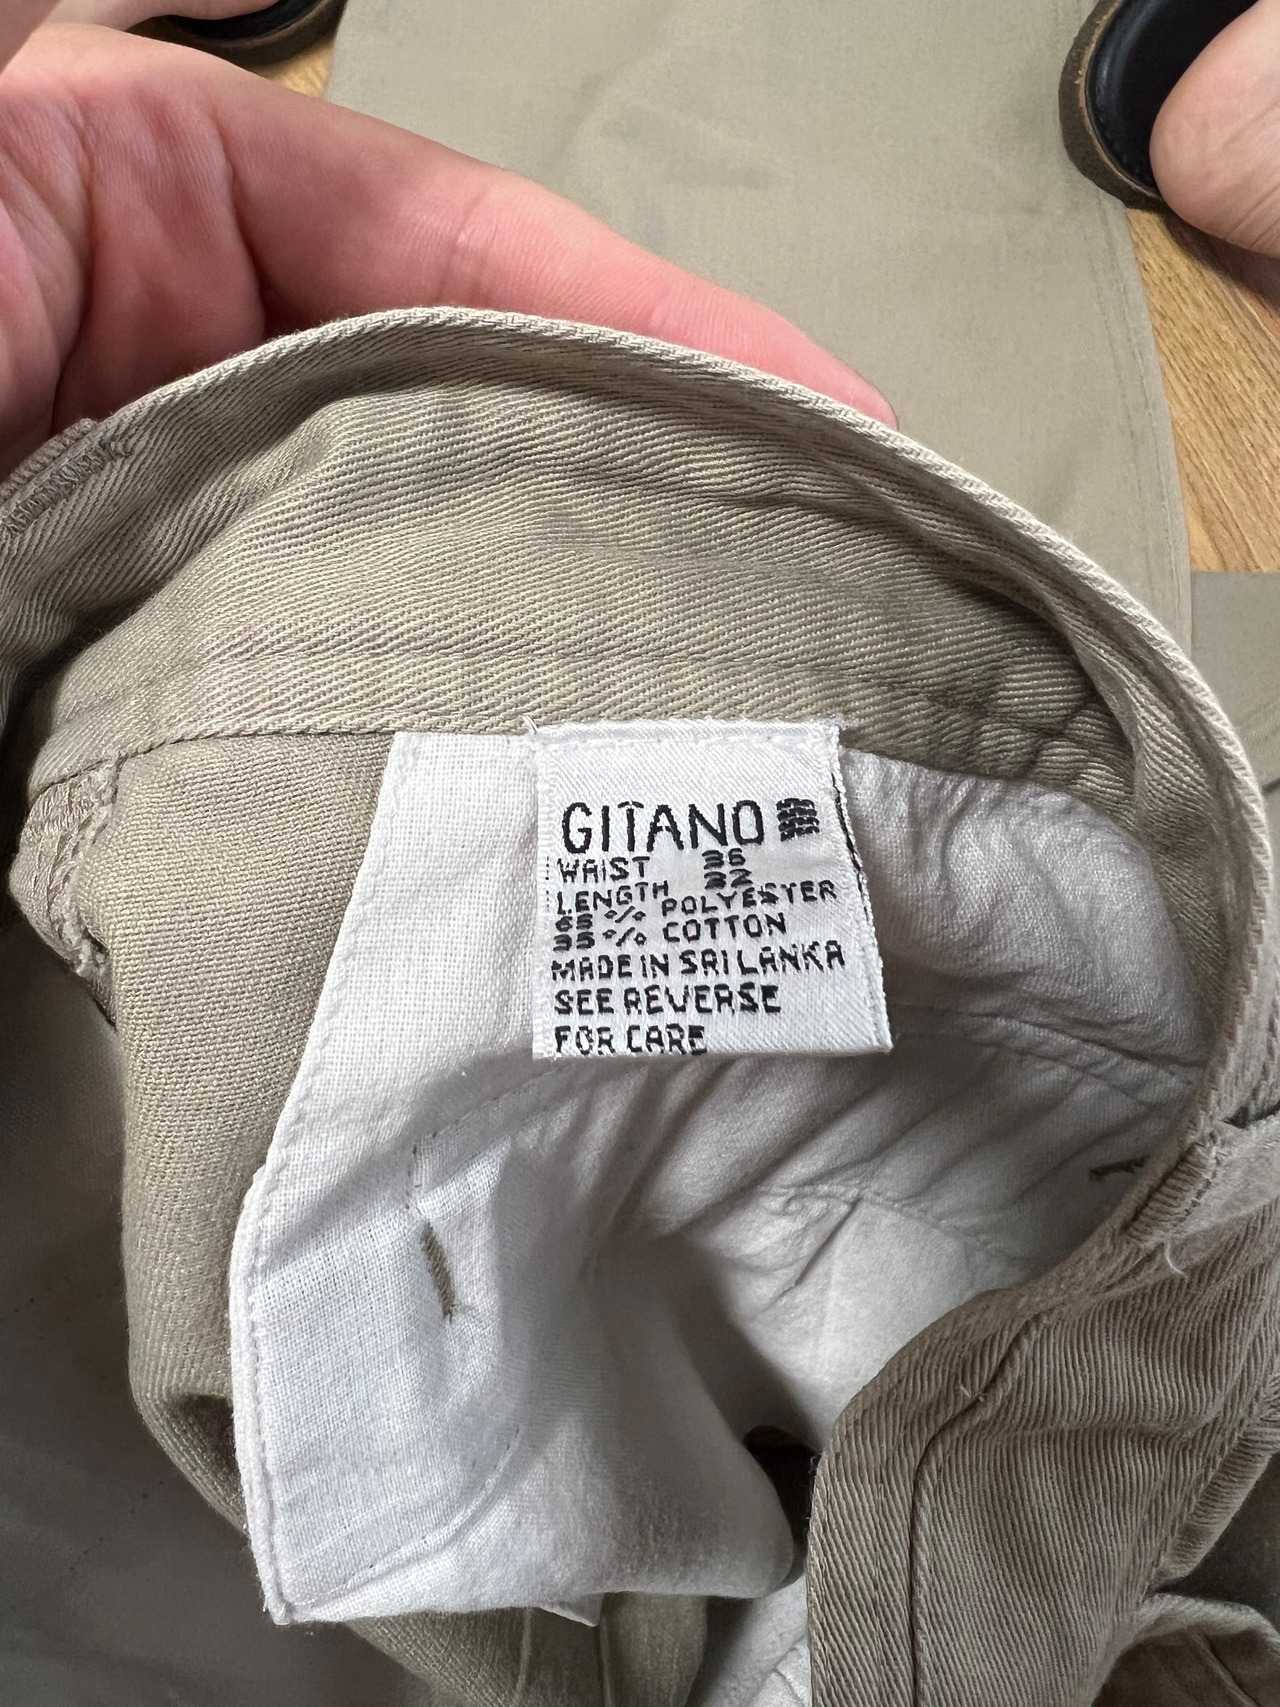 GITANO
WAIST 36
LENGTH 32
65 % POLYESTER
35 % COTTON
MADE IN SRI LANKA
SEE REVERSE
FOR CARE